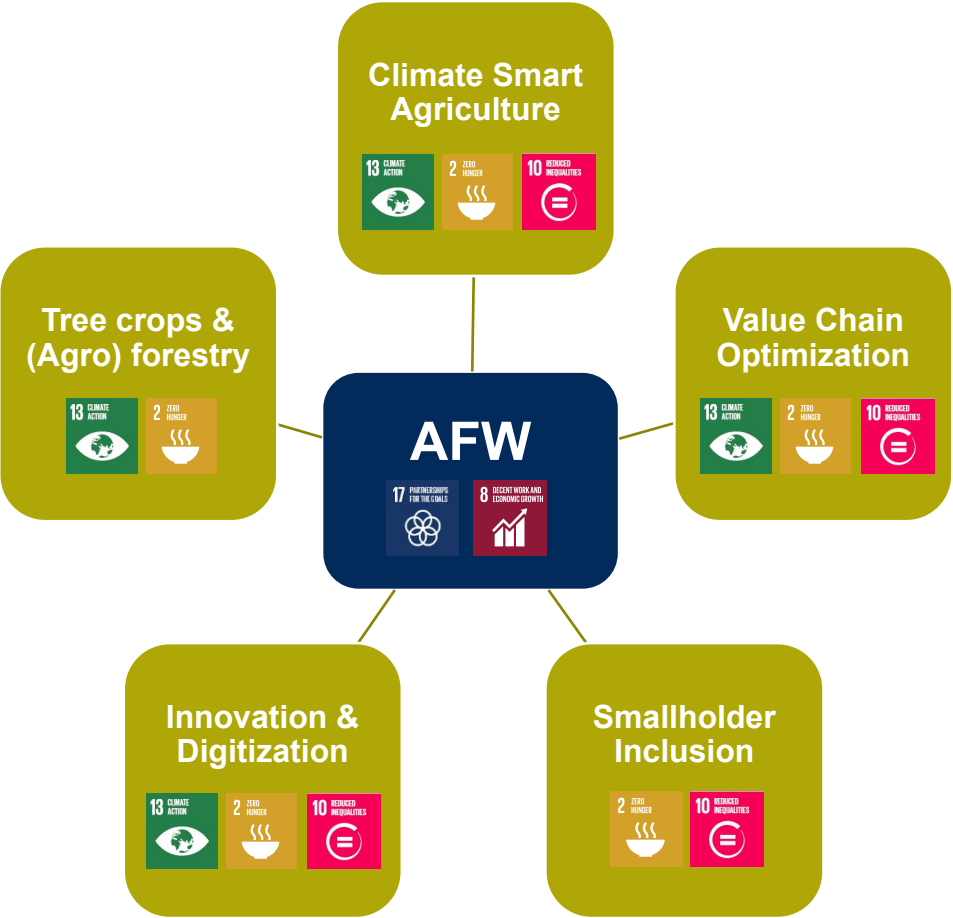 Climate Smart
Agriculture
13 CLIMATE
ACTION
2 ZERO
HUNGER
10 REDUCED
INEQUALITIES
Tree crops &
(Agro) forestry
13 CLIMATE
ACTION
2 ZERO
HUNGER
Value Chain
Optimization
13 CLIMATE
ACTION
2 ZERO
HUNGER
10 REDUCED
INEQUALITIES
AFW
17 PARTNERSHIPS
FOR THE GOALS
8 DECENT WORK AND
ECONOMIC GROWTH
Innovation &
Digitization
13 CLIMATE
ACTION
2 ZERO
HUNGER
10 REDUCED
INEQUALITIES
Smallholder
Inclusion
2 ZERO
HUNGER
10 REDUCED
INEQUALITIES